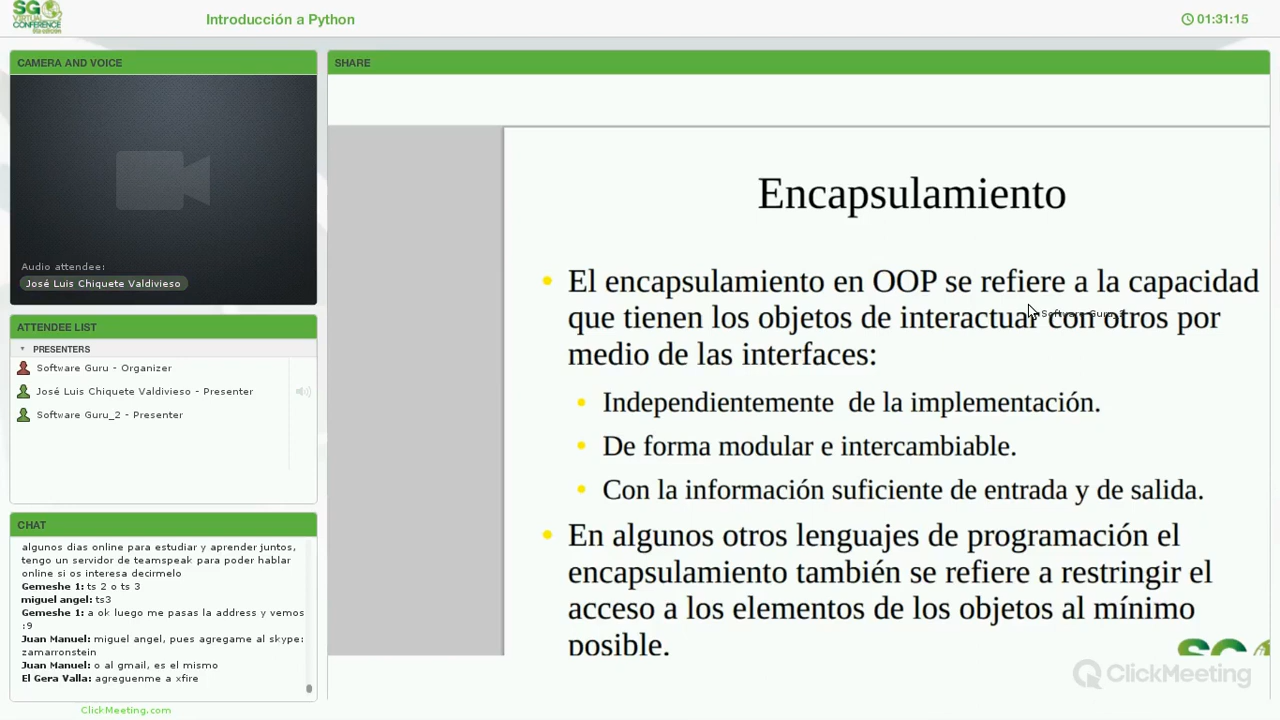 SG
VIRTUAL
CONFERENCE
Introducción a Python
01:31:15
CAMERA AND VOICE
Audio attendee:
José Luis Chiquete Valdivieso
ATTENDEE LIST
PRESENTERS
Software Guru - Organizer
José Luis Chiquete Valdivieso - Presenter
Software Guru_2 - Presenter
CHAT
algunos dias online para estudiar y aprender juntos,
tengo un servidor de teamspeak para poder hablar
online si os interesa decirmelo
Gemeshe 1: ts 2 o ts 3
miguel angel: ts3
Gemeshe 1: a ok luego me pasas la address y vemos
:9
Juan Manuel: miguel angel, pues agregame al skype:
zamarronstein
Juan Manuel: o al gmail, es el mismo
El Gera Valla: agreguenme a xfire
ClickMeeting.com
SHARE
Encapsulamiento
El encapsulamiento en OOP se refiere a la capacidad
que tienen los objetos de interactuar con otros por
medio de las interfaces:
Software Guru_2
Independientemente de la implementación.
De forma modular e intercambiable.
Con la información suficiente de entrada y de salida.
En algunos otros lenguajes de programación el
encapsulamiento también se refiere a restringir el
acceso a los elementos de los objetos al mínimo
posible.
SG
ClickMeeting